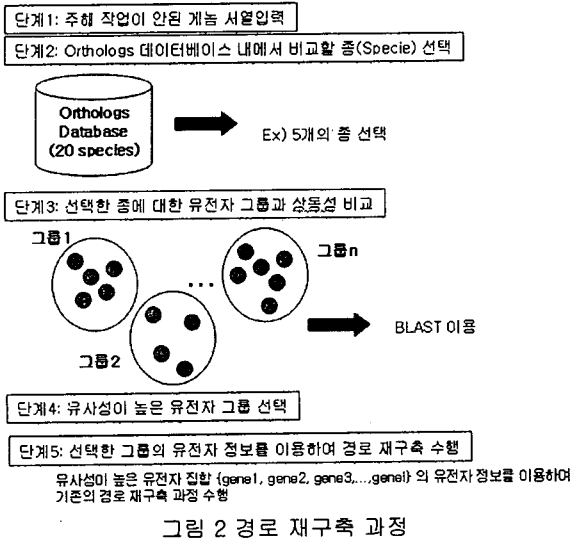 단계1: 주해 작업이 안된 게놈 서열입력
단계2: Orthologs 데이터베이스 내에서 비교할 종(Specie) 선택
Orthologs
Database
(20 species)
Ex) 5개의 종 선택
단계3: 선택한 종에 대한 유전자 그룹과 상동성 비교
그룹1
그룹n
...
그룹2
BLAST 이용
단계4: 유사성이 높은 유전자 그룹 선택
단계5: 선택한 그룹의 유전자 정보를 이용하여 경로 재구축 수행
유사성이 높은 유전자 집합 {gene1, gene2, gene3,...,genei} 의 유전자 정보를 이용하여
기존의 경로 재구축 과정 수행
그림 2 경로 재구축 과정